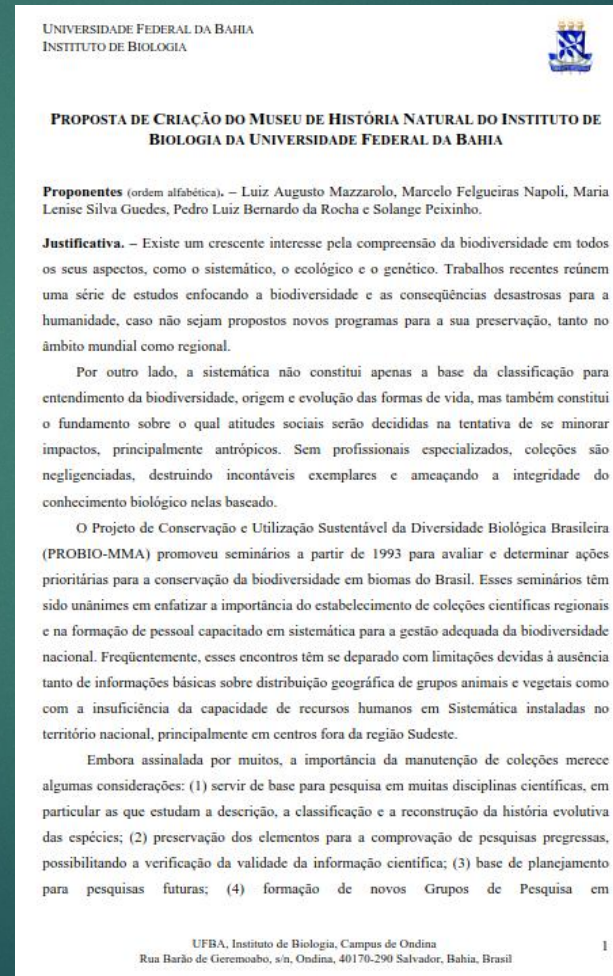 UNIVERSIDADE FEDERAL DA BAHIA
INSTITUTO DE BIOLOGIA
PROPOSTA DE CRIAÇÃO DO MUSEU DE HISTÓRIA NATURAL DO INSTITUTO DE
BIOLOGIA DA UNIVERSIDADE FEDERAL DA BAHIA
Proponentes (ordem alfabética). – Luiz Augusto Mazzarolo, Marcelo Felgueiras Napoli, Maria
Lenise Silva Guedes, Pedro Luiz Bernardo da Rocha e Solange Peixinho.
Justificativa. – Existe um crescente interesse pela compreensão da biodiversidade em todos
os seus aspectos, como o sistemático, o ecológico e o genético. Trabalhos recentes reúnem
uma série de estudos enfocando a biodiversidade e as conseqüências desastrosas para a
humanidade, caso não sejam propostos novos programas para a sua preservação, tanto no
âmbito mundial como regional.
Por outro lado, a sistemática não constitui apenas a base da classificação para
entendimento da biodiversidade, origem e evolução das formas de vida, mas também constitui
o fundamento sobre o qual atitudes sociais serão decididas na tentativa de se minorar
impactos, principalmente antrópicos. Sem profissionais especializados, coleções são
negligenciadas, destruindo incontáveis exemplares e ameaçando a integridade do
conhecimento biológico nelas baseado.
O Projeto de Conservação e Utilização Sustentável da Diversidade Biológica Brasileira
(PROBIO-MMA) promoveu seminários a partir de 1993 para avaliar e determinar ações
prioritárias para a conservação da biodiversidade em biomas do Brasil. Esses seminários têm
sido unânimes em enfatizar a importância do estabelecimento de coleções científicas regionais
e na formação de pessoal capacitado em sistemática para a gestão adequada da biodiversidade
nacional. Freqüentemente, esses encontros têm se deparado com limitações devidas à ausência
tanto de informações básicas sobre distribuição geográfica de grupos animais e vegetais como
com a insuficiência da capacidade de recursos humanos em Sistemática instaladas no
território nacional, principalmente em centros fora da região Sudeste.
Embora assinalada por muitos, a importância da manutenção de coleções merece
algumas considerações: (1) servir de base para pesquisa em muitas disciplinas científicas, em
particular as que estudam a descrição, a classificação e a reconstrução da história evolutiva
das espécies; (2) preservação dos elementos para a comprovação de pesquisas pregressas,
possibilitando a verificação da validade da informação científica; (3) base de planejamento
para pesquisas futuras; (4) formação de novos Grupos de Pesquisa em
UFBA, Instituto de Biologia, Campus de Ondina
Rua Barão de Geremoabo, s/n, Ondina, 40170-290 Salvador, Bahia, Brasil
1